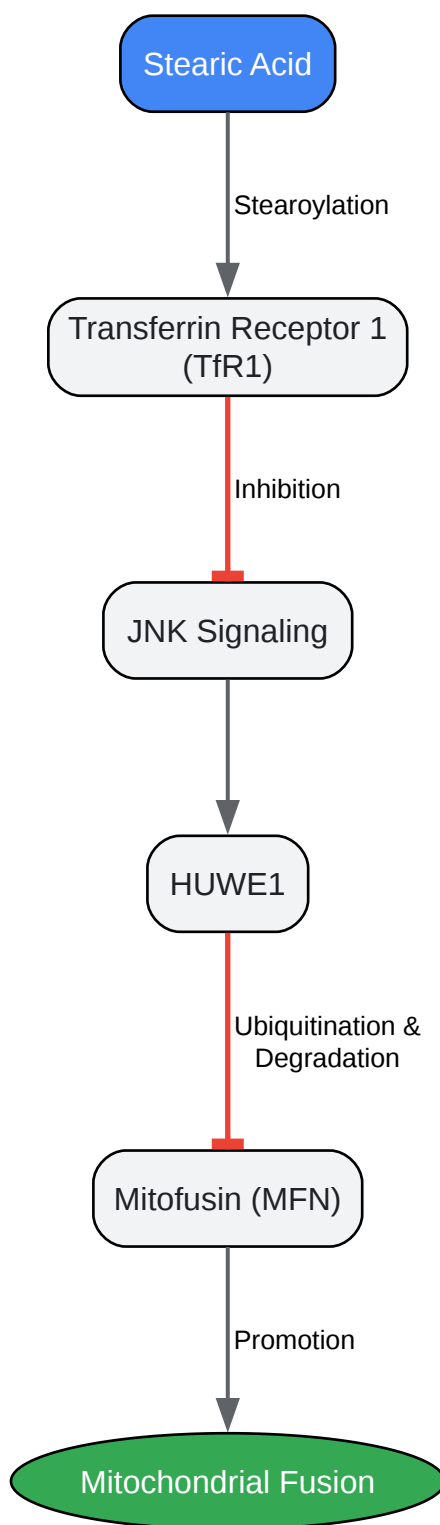 Stearic Acid
Stearoylation
Transferrin Receptor 1
(TfR1)
Inhibition
JNK Signaling
HUWE1
Ubiquitination &
Degradation
Mitofusin (MFN)
Promotion
Mitochondrial Fusion